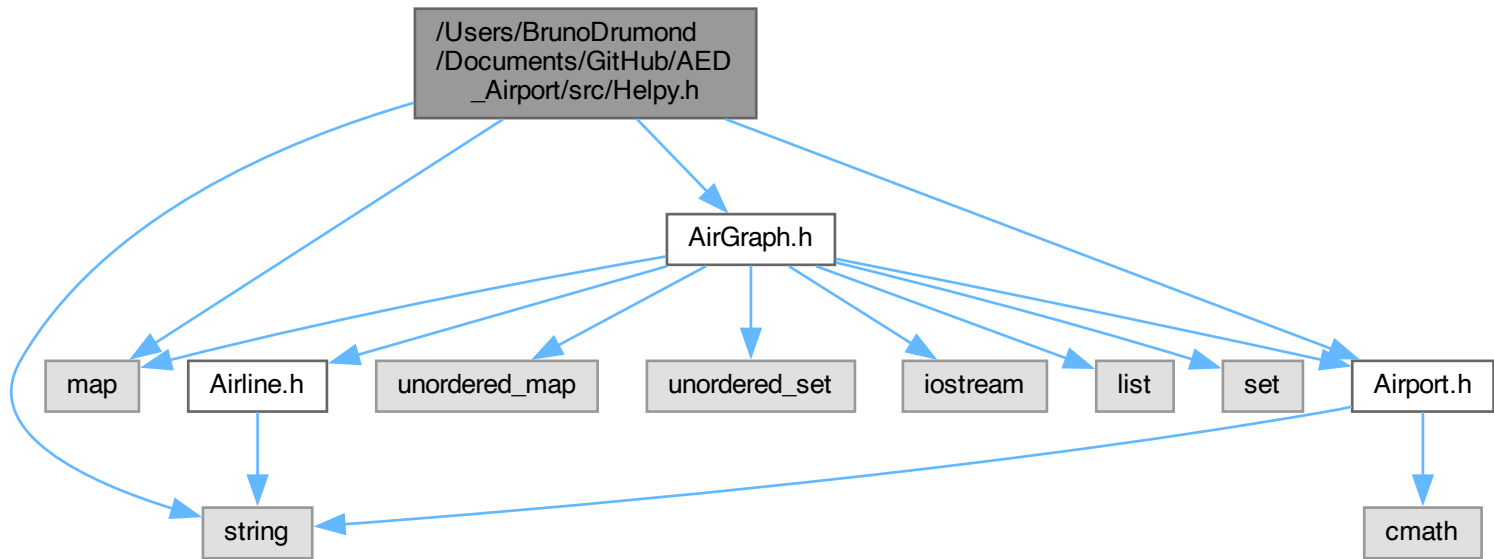 /Users/BrunoDrumond
/Documents/GitHub/AED
_Airport/src/Helpy.h
AirGraph.h
map
Airline.h
unordered_map
unordered_set
iostream
list
set
Airport.h
string
cmath